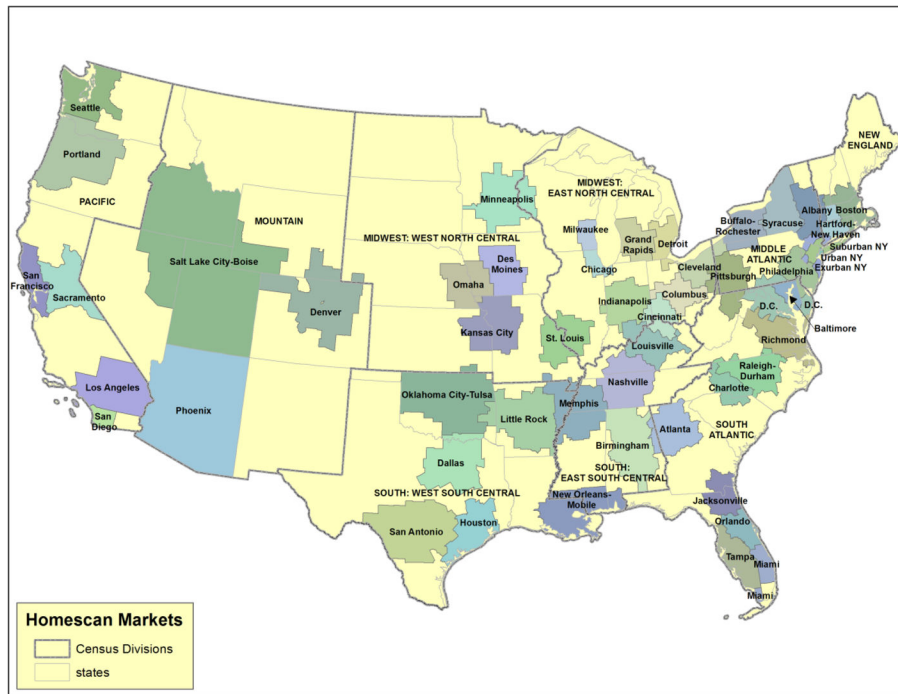 Seattle
Portland
PACIFIC
San
Francisco
Sacramento
Los Angeles
San
Diego
MOUNTAIN
Salt Lake City-Boise
Denver
Phoenix
MIDWEST: WEST NORTH CENTRAL
Minneapolis
Des
Moines
Omaha
Kansas City
St. Louis
MIDWEST:
EAST NORTH CENTRAL
Milwaukee
Chicago
Grand
Rapids
Detroit
Cleveland
Indianapolis
Columbus
Cincinnati
Louisville
NEW
ENGLAND
Albany
Boston
Hartford-
New Haven
Suburban NY
Urban NY
Exurban NY
Buffalo-
Rochester
Syracuse
MIDDLE
ATLANTIC
Pittsburgh
Philadelphia
D.C.
D.C.
Baltimore
Richmond
Raleigh-
Durham
Charlotte
SOUTH
ATLANTIC
Atlanta
Nashville
Memphis
Birmingham
SOUTH:
EAST SOUTH CENTRAL
Oklahoma City-Tulsa
Little Rock
Dallas
SOUTH: WEST SOUTH CENTRAL
San Antonio
Houston
New Orleans-
Mobile
Jacksonville
Orlando
Tampa
Miami
Miami
Homescan Markets
Census Divisions
states